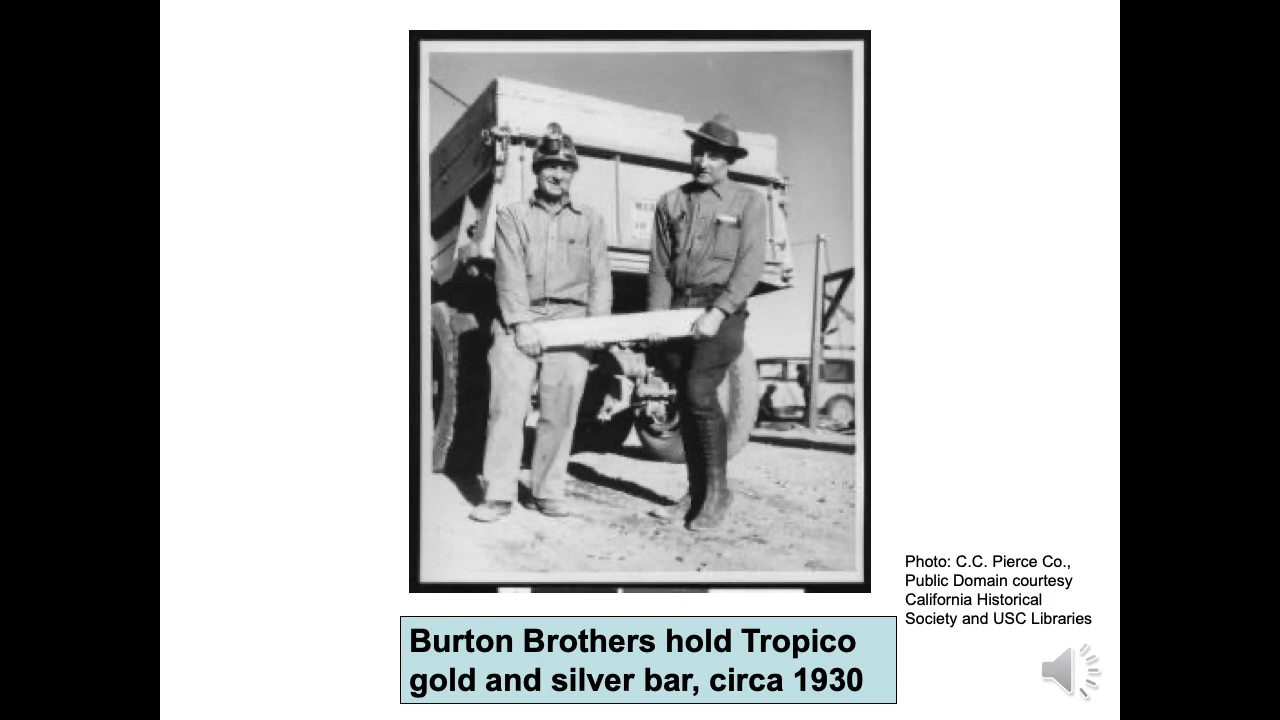 Photo: C.C. Pierce Co.,
Public Domain courtesy
California Historical
Society and USC Libraries
Burton Brothers hold Tropico
gold and silver bar, circa 1930